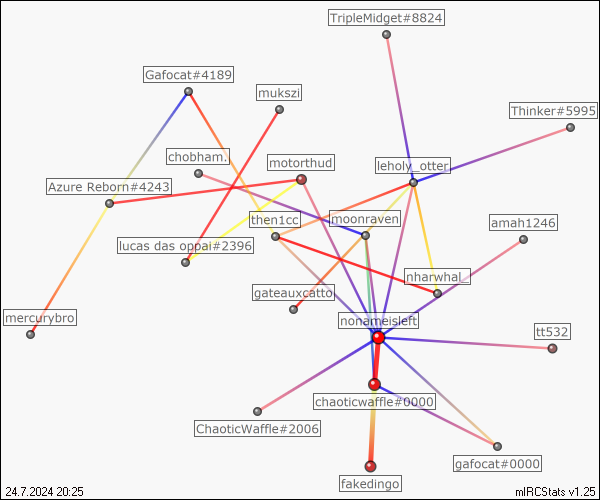 TripleMidget#8824
Gafocat#4189
mukszi
Thinker#5995
chobham.
motorthud
leholy_otter
Azure Reborn#4243
then1cc
moonraven
amah1246
lucas das oppai#2396
nharwhal_
gateauxcatto
mercurybro
nonameisleft
tt532
chaoticwaffle#0000
ChaoticWaffle#2006
gafocat#0000
fakedingo
24.7.2024 20:25
mIRCStats v1.25